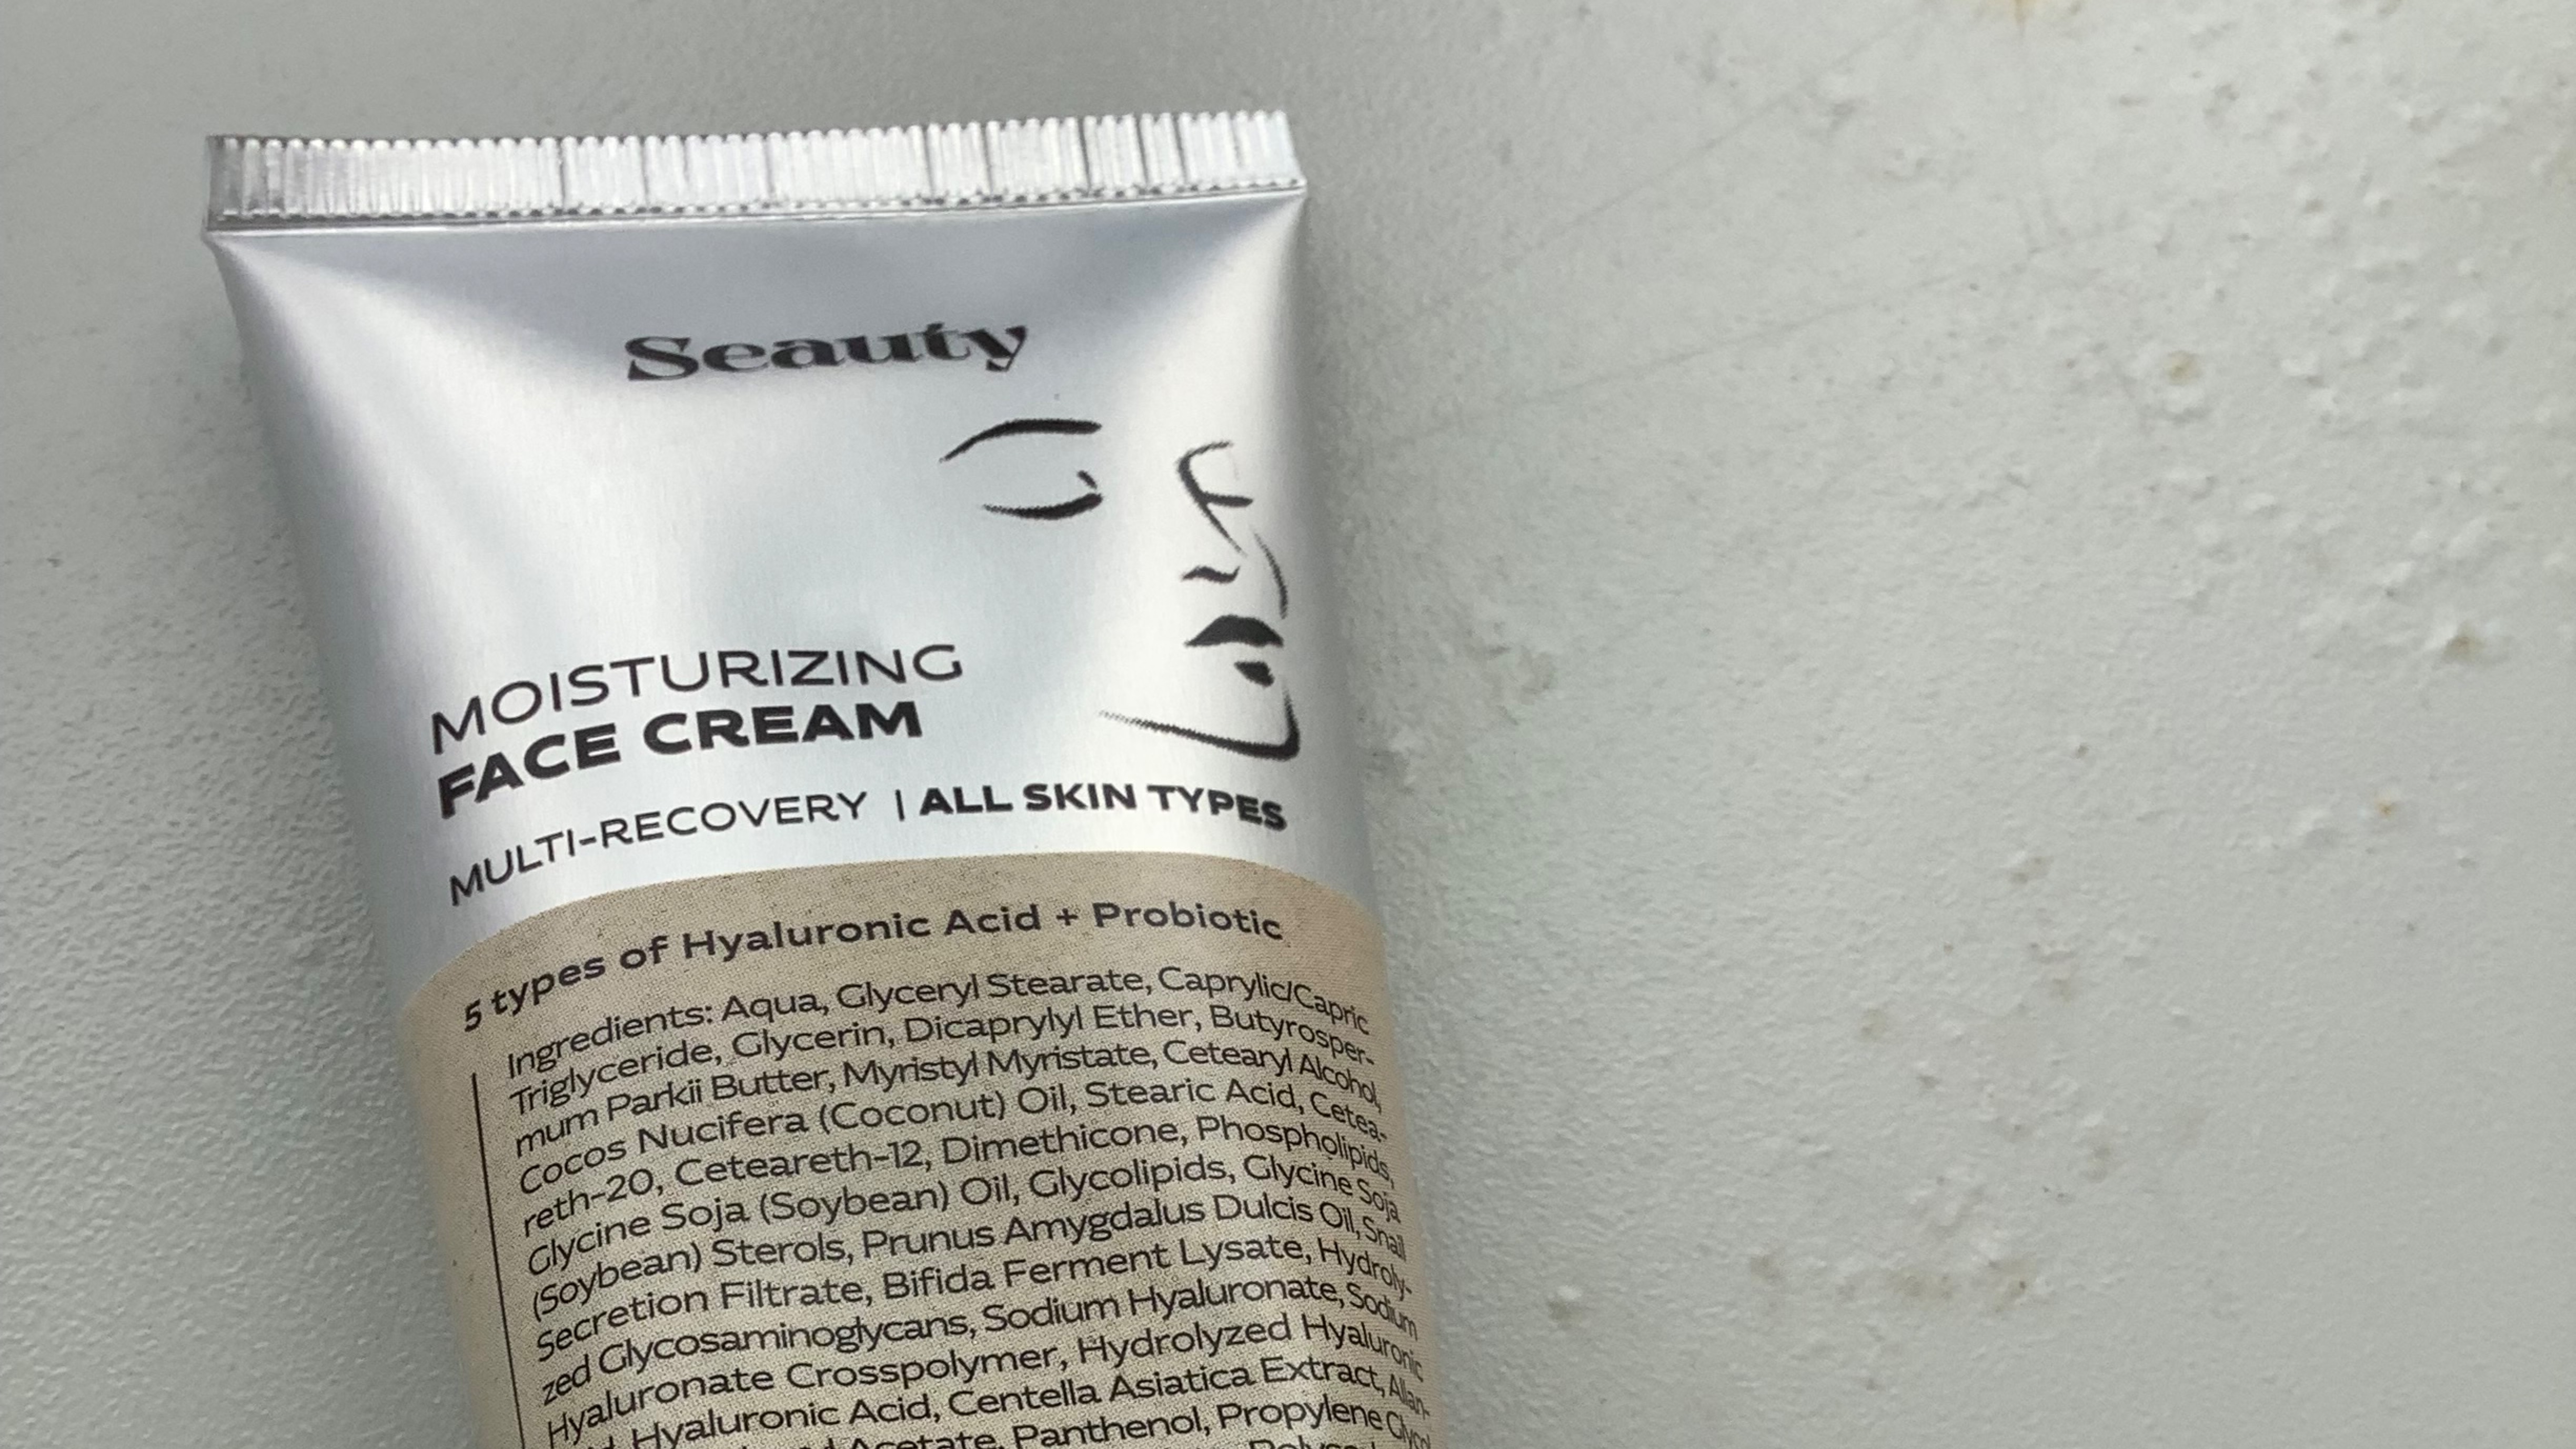 Seauty
MOISTURIZING
FACE CREAM
MULTI-RECOVERY | ALL SKIN TYPES
5 types of Hyaluronic Acid + Probiotic
Ingredients: Aqua, Glyceryl Stearate, Caprylic/Capric
Triglyceride, Glycerin, Dicaprylyl Ether, Butyrosper-
mum Parkii Butter, Myristyl Myristate, Cetearyl Alcohol,
Cocos Nucifera (Coconut) Oil, Stearic Acid, Cetea-
reth-20, Ceteareth-12, Dimethicone, Phospholipids,
Glycine Soja (Soybean) Oil, Glycolipids, Glycine Soja
(Soybean) Sterols, Prunus Amygdalus Dulcis Oil, Snail
Secretion Filtrate, Bifida Ferment Lysate, Hydroly-
zed Glycosaminoglycans, Sodium Hyaluronate, Sodium
Hyaluronate Crosspolymer, Hydrolyzed Hyaluronic
Hyaluronic Acid, Centella Asiatica Extract, Allan-
Acetate, Panthenol, Propylene Glycol